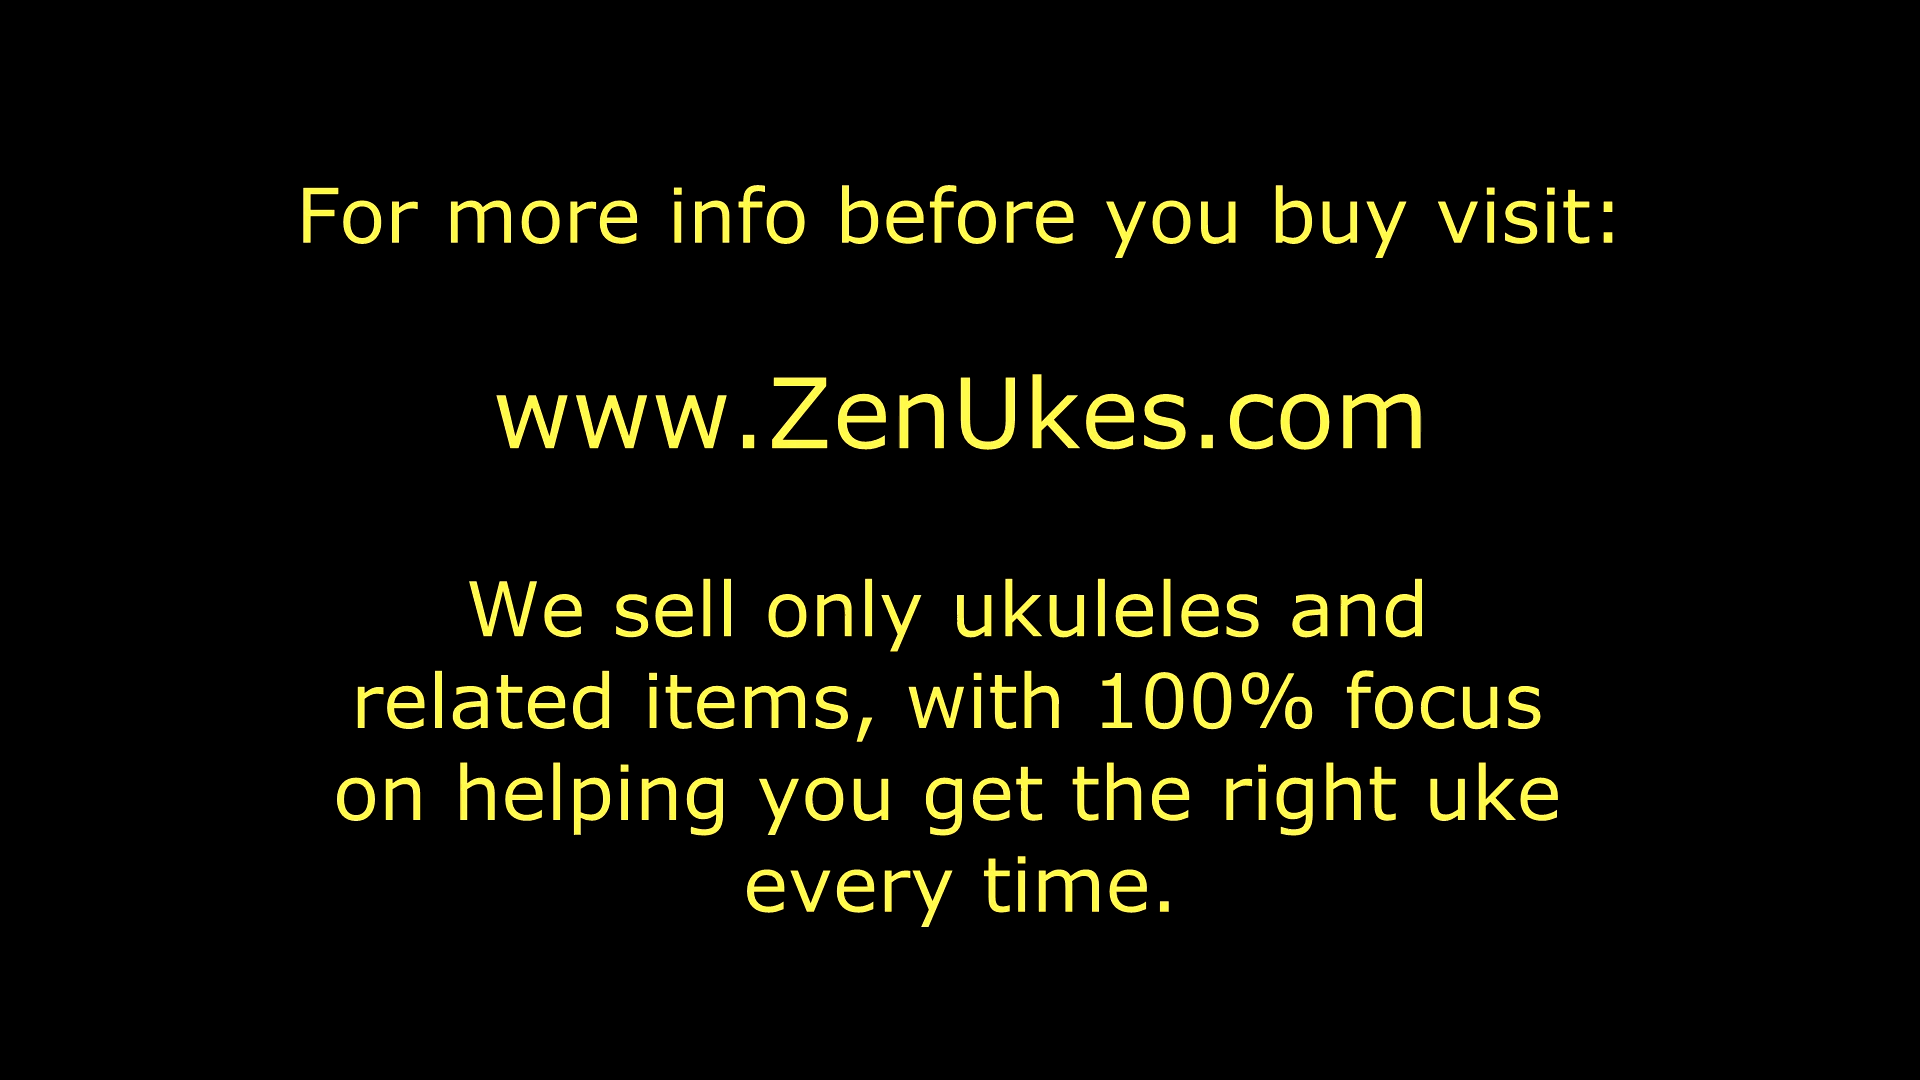 For more info before you buy visit:
www.ZenUkes.com
We sell only ukuleles and
related items, with 100% focus
on helping you get the right uke
every time.